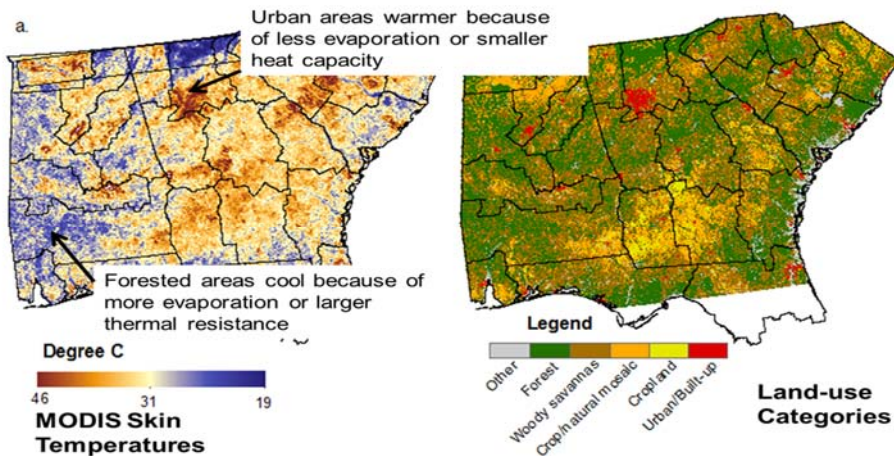 a.
Urban areas warmer because
of less evaporation or smaller
heat capacity
Forested areas cool because of
more evaporation or larger
thermal resistance
Degree C
46
31
19
MODIS Skin
Temperatures
Legend
Other
Forest
Woody savannas
Crop/natural mosaic
Cropland
Urban/Built-up
Land-use
Categories